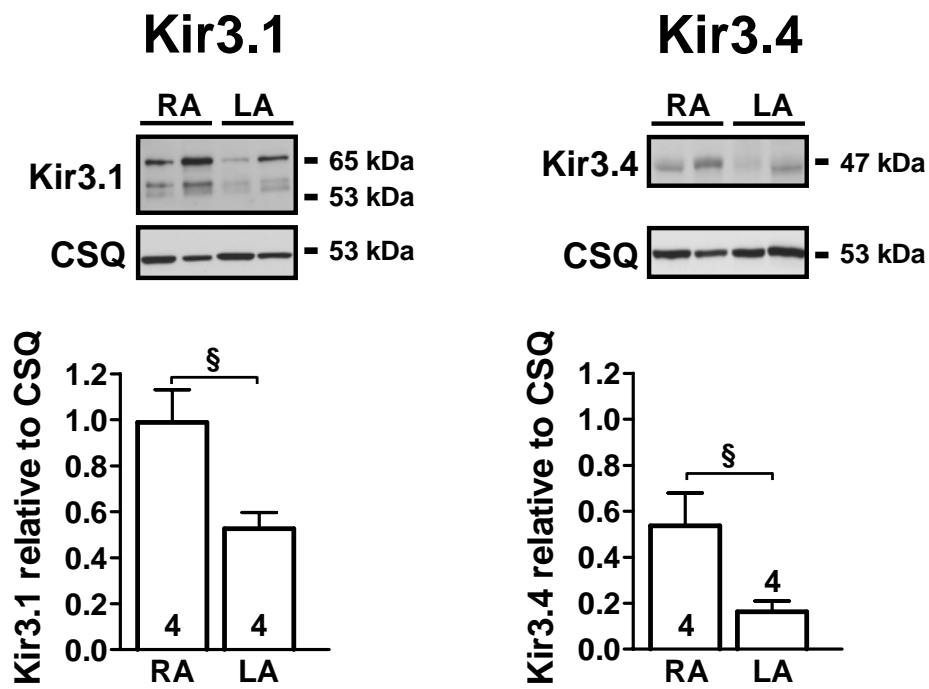 Kir3.1
RA LA
Kir3.1
65 kDa
53 kDa
CSQ
53 kDa
Kir3.1 relative to CSQ
1.2
1.0
0.8
0.6
0.4
0.2
0.0
§
4
4
RA LA
Kir3.4
RA LA
Kir3.4
47 kDa
CSQ
53 kDa
Kir3.4 relative to CSQ
1.2
1.0
0.8
0.6
0.4
0.2
0.0
§
4
4
RA LA